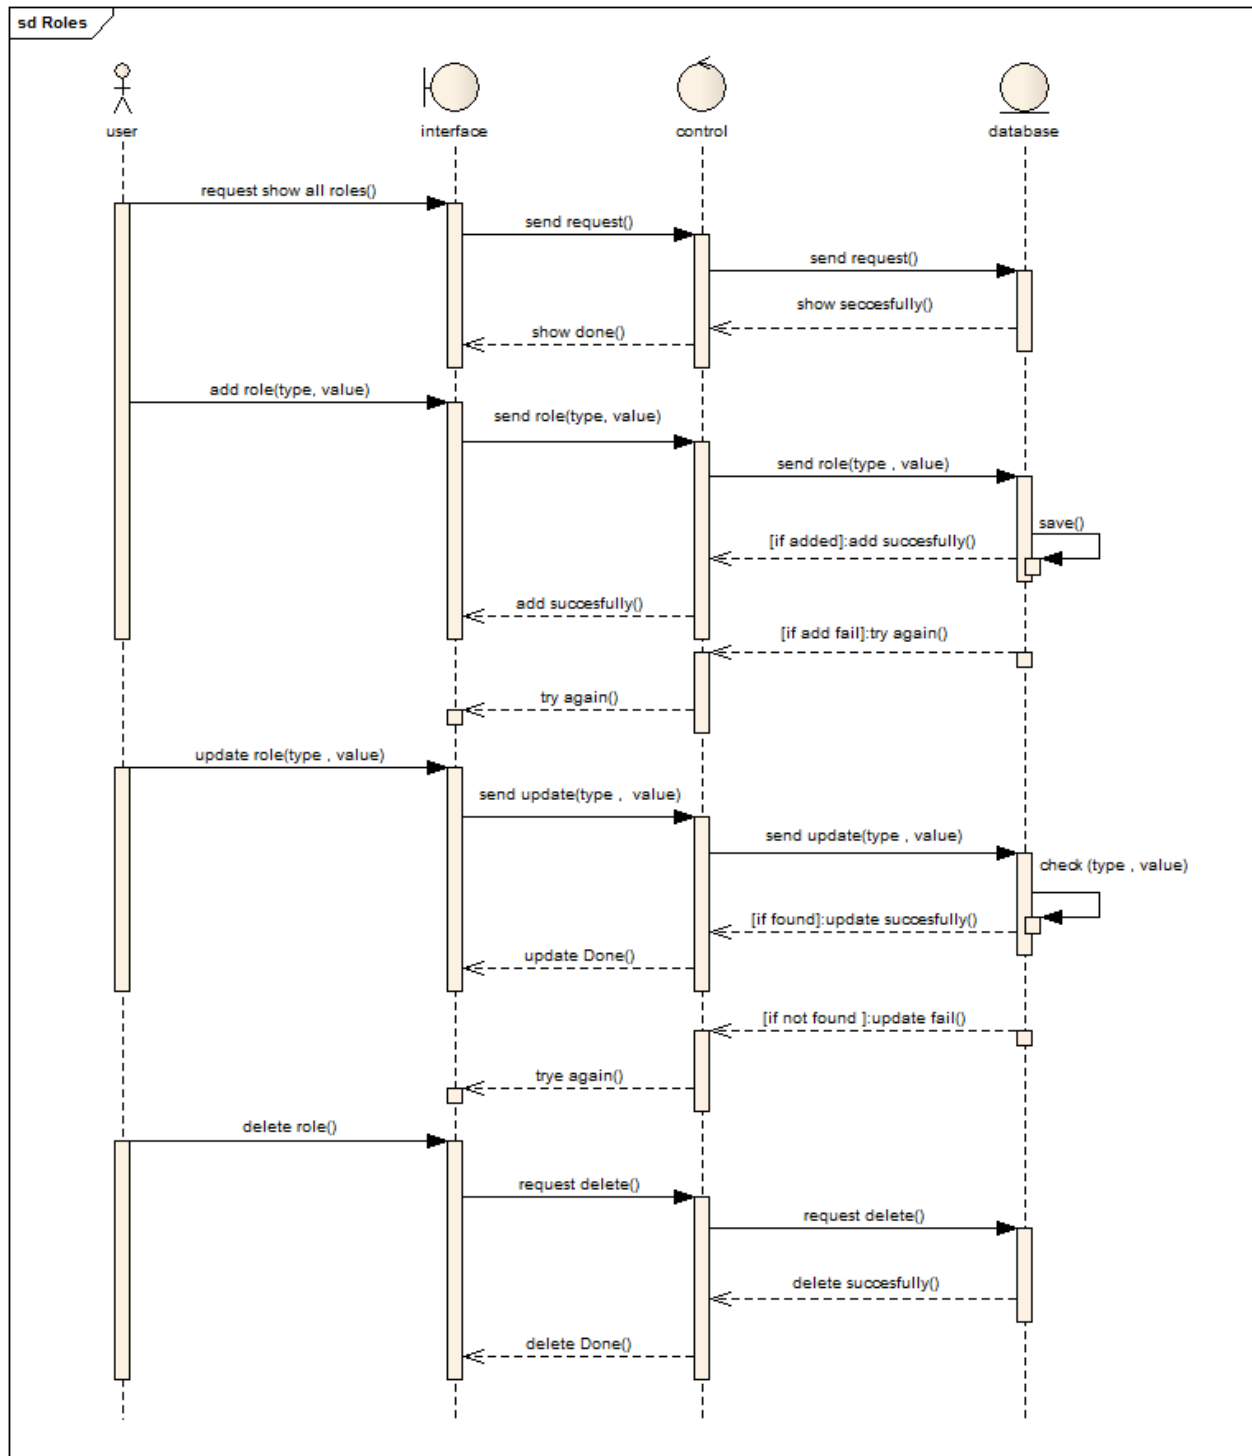 sd Roles
user
interface
control
database
request show all roles()
send request()
send request()
show seccesfully()
show done()
add role(type, value)
send role(type, value)
send role(type , value)
save()
[if added]:add succesfully()
add succesfully()
[if add fail]:try again()
try again()
update role(type , value)
send update(type ,  value)
send update(type , value)
check (type , value)
[if found]:update succesfully()
update Done()
[if not found ]:update fail()
trye again()
delete role()
request delete()
request delete()
delete succesfully()
delete Done()